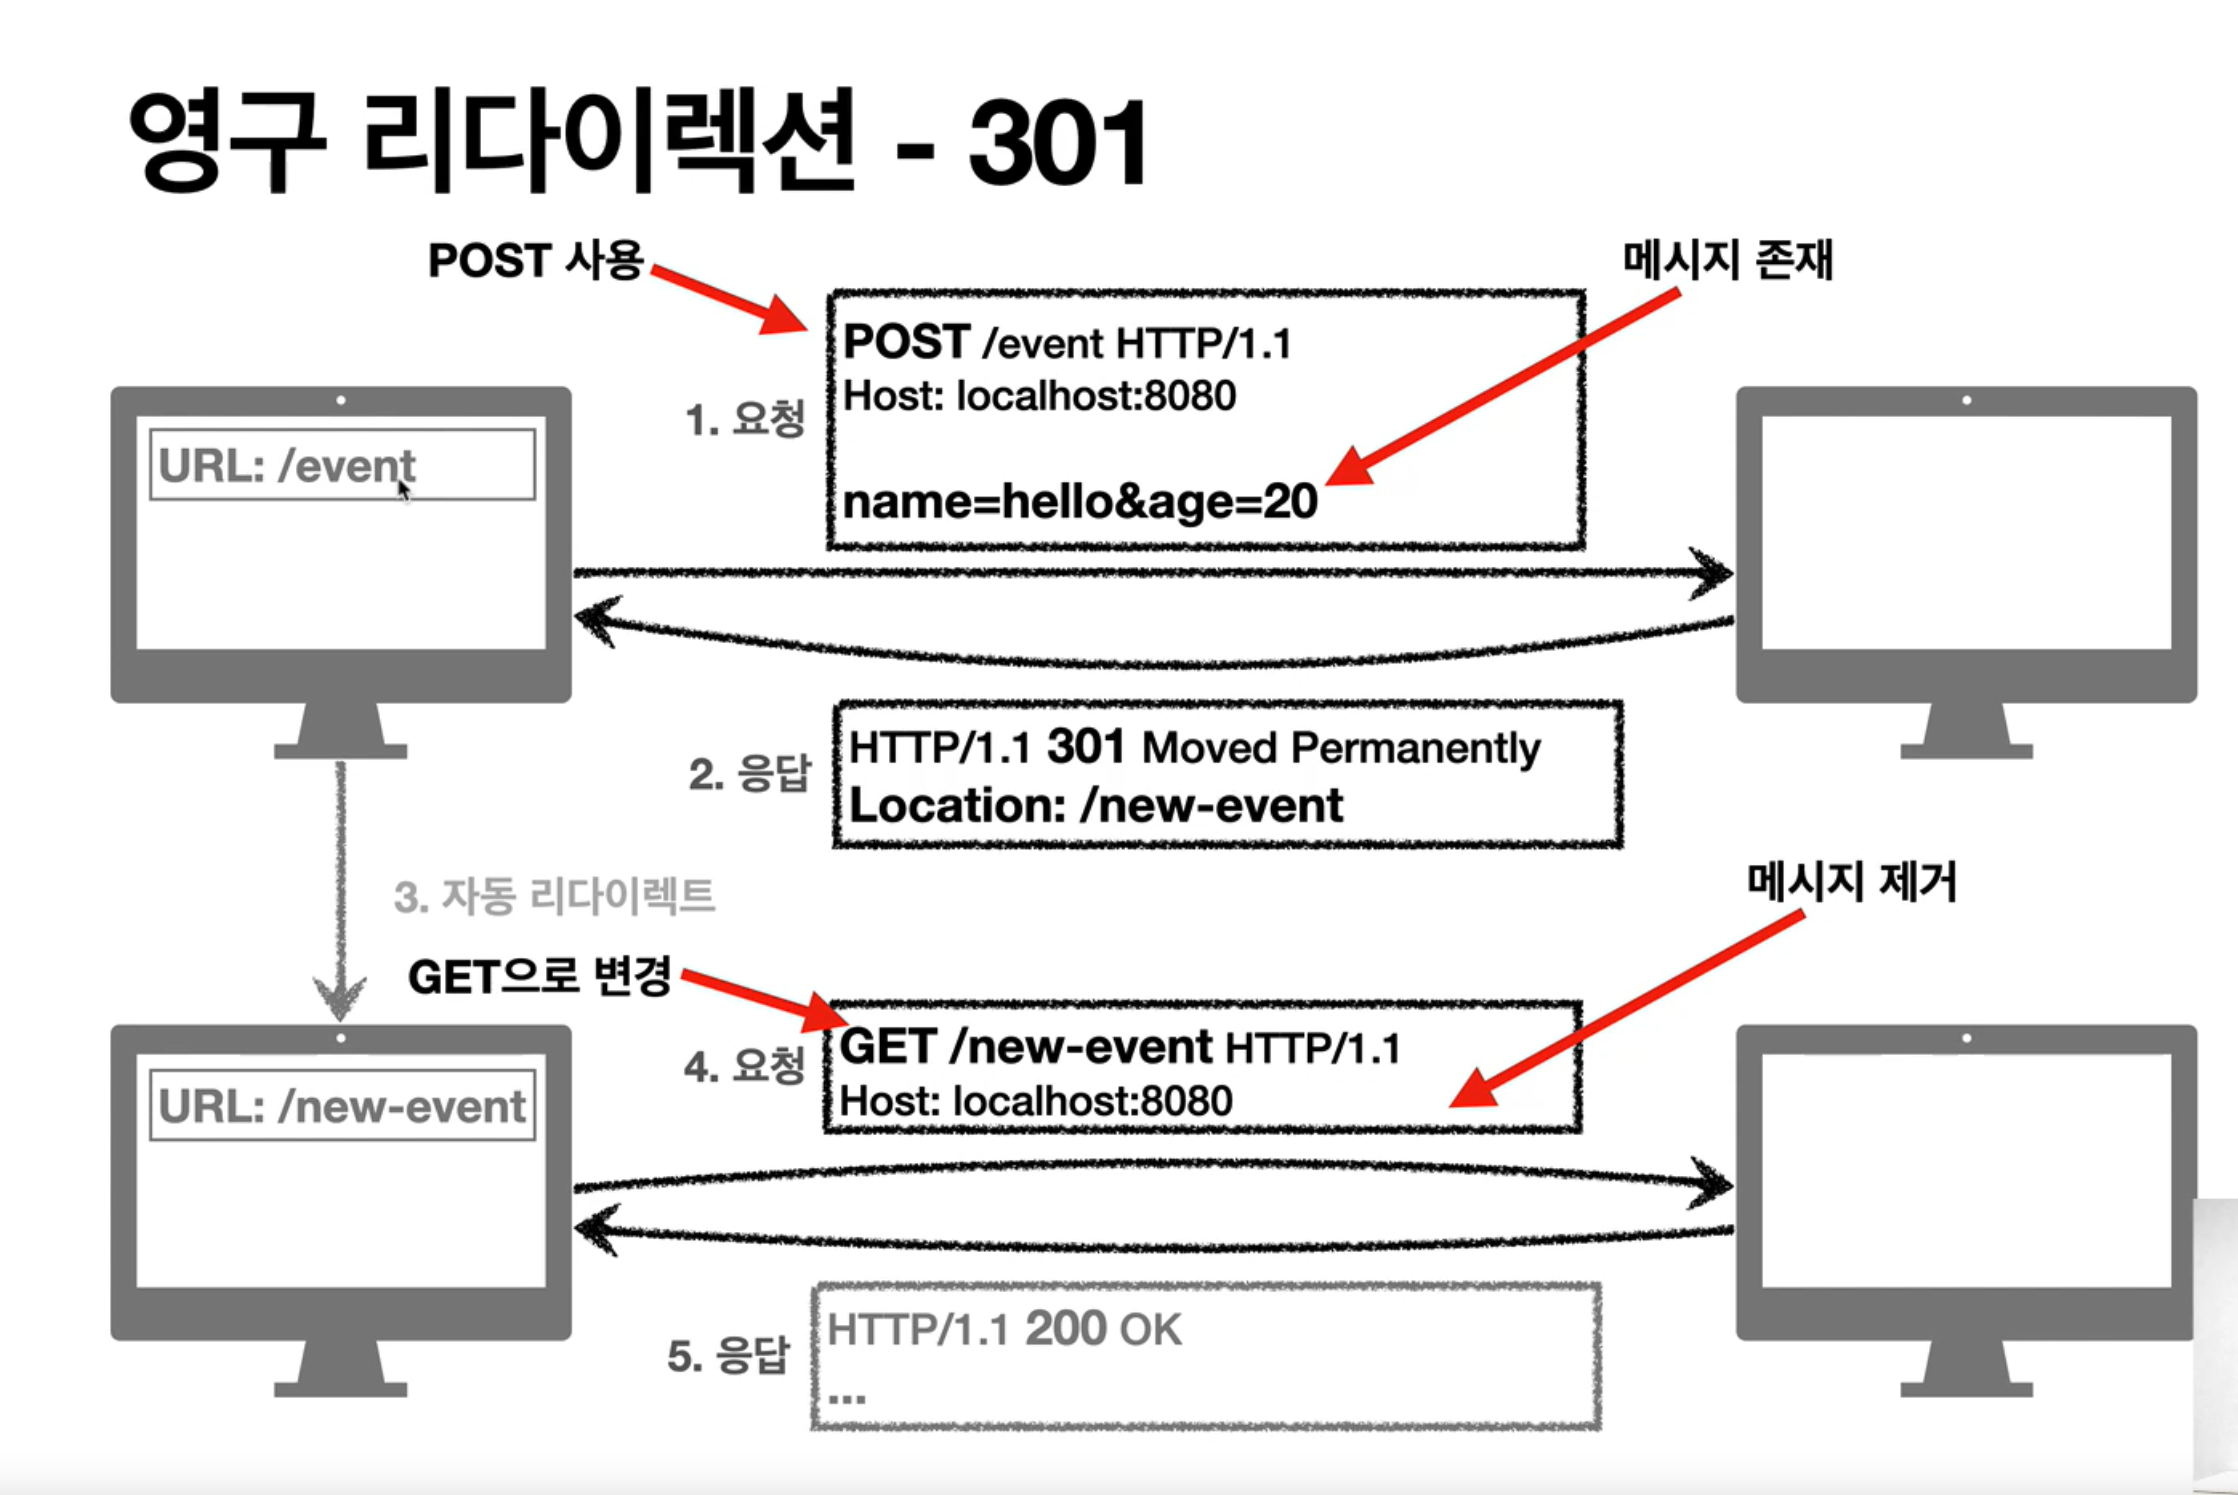 영구 리다이렉션 - 301
POST 사용
메시지 존재
1. 요청
POST /event HTTP/1.1
Host: localhost:8080
name=hello&age=20
URL: /event
2. 응답
HTTP/1.1 301 Moved Permanently
Location: /new-event
3. 자동 리다이렉트
메시지 제거
GET으로 변경
4. 요청
GET /new-event HTTP/1.1
Host: localhost:8080
URL: /new-event
5. 응답
HTTP/1.1 200 OK
...